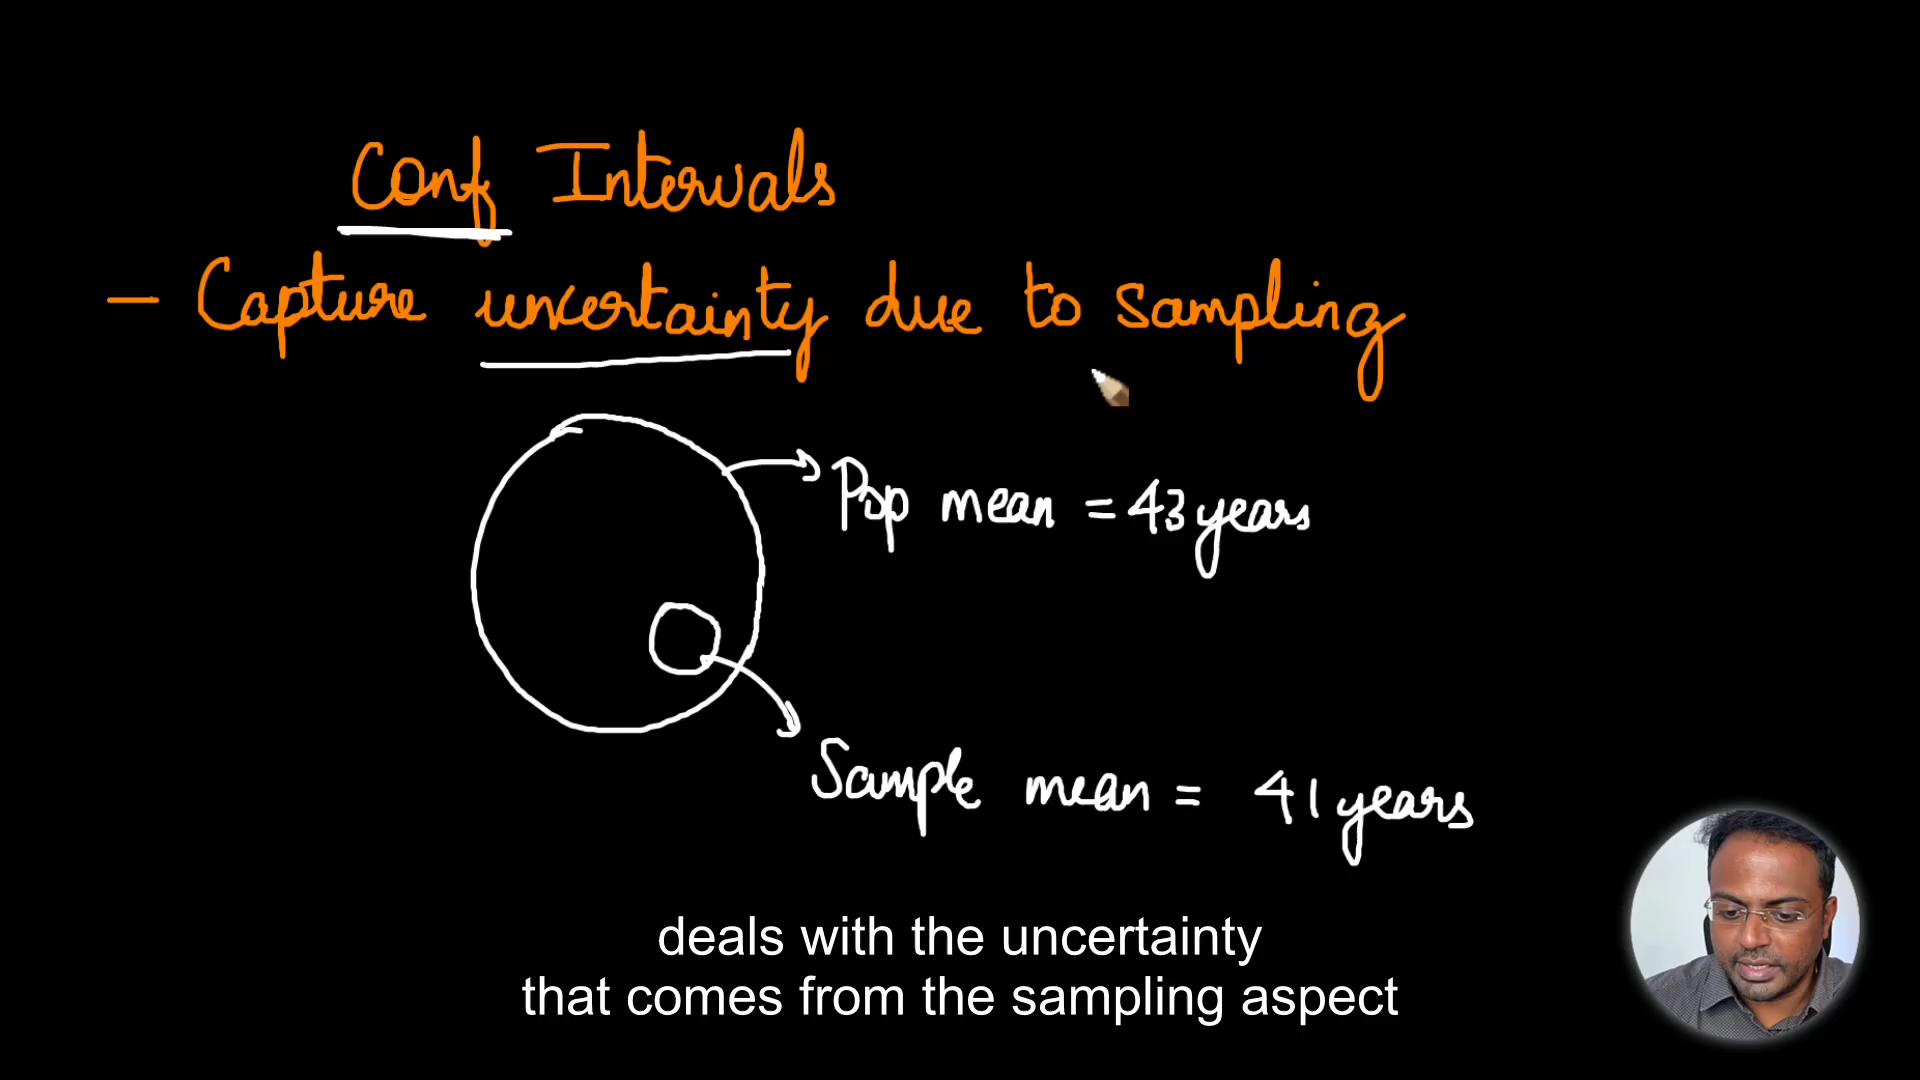 Conf Intervals
— Capture uncertainty due to sampling
Pop mean = 43 years
Sample mean = 41 years
deals with the uncertainty
that comes from the sampling aspect